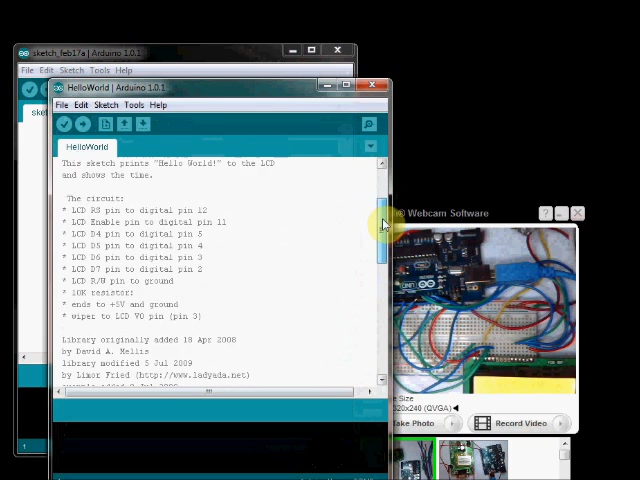 sketch_feb17a | Arduino 1.0.1
File Edit Sketch Tools Help
HelloWorld | Arduino 1.0.1
File Edit Sketch Tools Help
HelloWorld
This sketch prints "Hello World!" to the LCD
and shows the time.
The circuit:
* LCD RS pin to digital pin 12
* LCD Enable pin to digital pin 11
* LCD D4 pin to digital pin 5
* LCD D5 pin to digital pin 4
* LCD D6 pin to digital pin 3
* LCD D7 pin to digital pin 2
* LCD R/W pin to ground
* 10K resistor:
* ends to +5V and ground
* wiper to LCD VO pin (pin 3)
Library originally added 18 Apr 2008
by David A. Mellis
library modified 5 Jul 2009
by Limor Fried (http://www.ladyada.net)
® Webcam Software
320x240 (QVGA)
Take Photo
Record Video
1